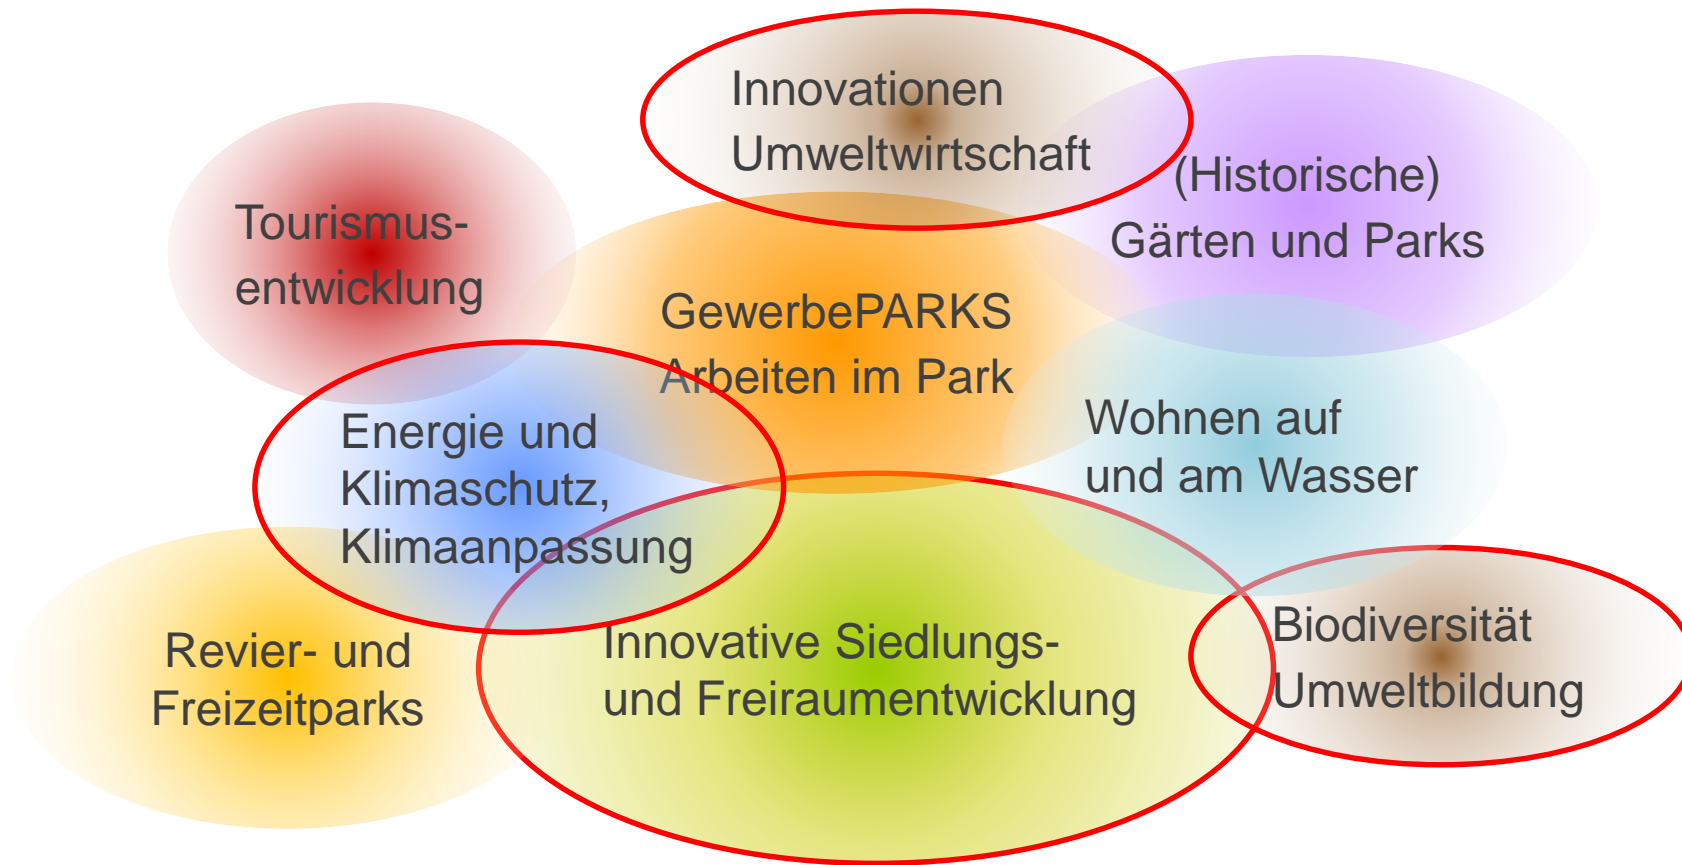 Innovationen
Umweltwirtschaft
(Historische)
Gärten und Parks
Tourismus-
entwicklung
GewerbePARKS
Arbeiten im Park
Energie und
Klimaschutz,
Klimaanpassung
Wohnen auf
und am Wasser
Revier- und
Freizeitparks
Innovative Siedlungs-
und Freiraumentwicklung
Biodiversität
Umweltbildung